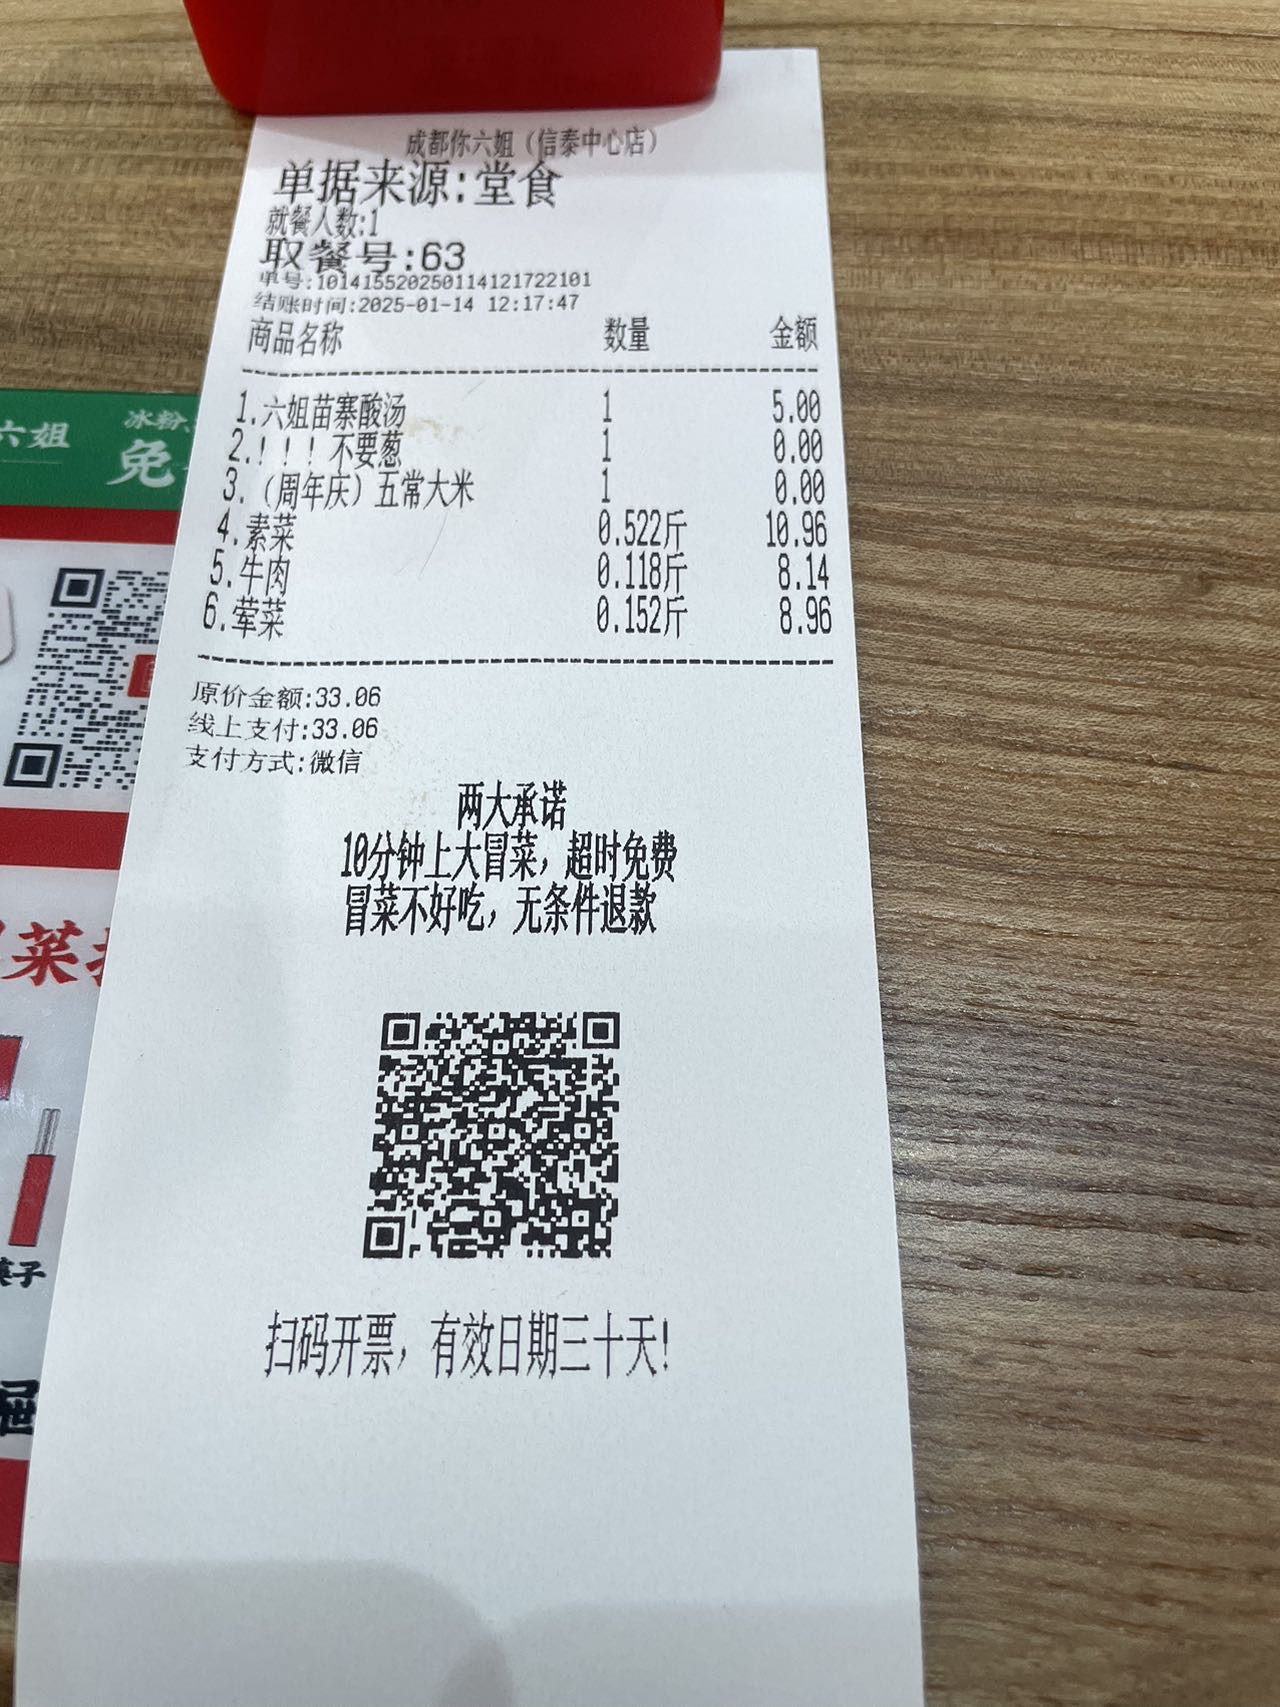 成都你六姐（信泰中心店）
单据来源:堂食
就餐人数:1
取餐号:63
单号:10141552025011412172​2101
结账时间:2025-01-14 12:17:47
商品名称 数量 金额
1.六姐苗寨酸汤 1 5.00
2.！！！不要葱 1 0.00
3.（周年庆）五常大米 1 0.00
4.素菜 0.522斤 10.96
5.牛肉 0.118斤 8.14
6.荤菜 0.152斤 8.96
原价金额:33.06
线上支付:33.06
支付方式:微信
两大承诺
10分钟上大冒菜，超时免费
冒菜不好吃，无条件退款
扫码开票，有效日期三十天！
六姐
冰粉、
免
菜
子